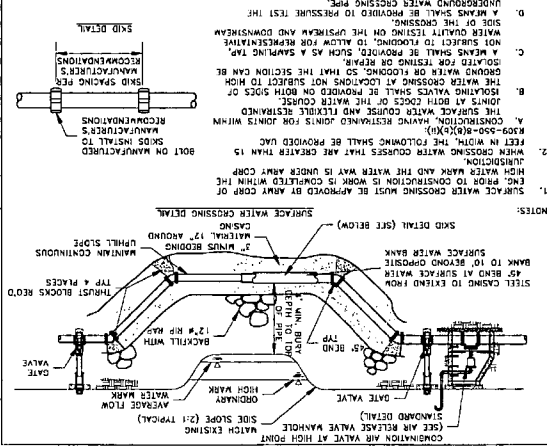 COMBINATION AIR VALVE AT HIGH POINT
(SEE AIR RELEASE VALVE MANHOLE
STANDARD DETAIL)
GATE VALVE
MATCH EXISTING
SIDE SLOPE (2:1 TYPICAL)
ORDINARY
HIGH MARK
AVERAGE FLOW
WATER MARK
GATE
VALVE
45° BEND
TYP
MIN. BURY
DEPTH TO TOP
OF PIPE
BACKFILL WITH
12"ø RIP RAP
STEEL CASING TO EXTEND FROM
45° BEND AT SURFACE WATER
BANK TO 10' BEYOND OPPOSITE
SURFACE WATER BANK
THRUST BLOCKS REQ'D
TYP 4 PLACES
MAINTAIN CONTINUOUS
UPHILL SLOPE
SKID DETAIL (SEE BELOW)
3" MINUS BEDDING
MATERIAL 12" AROUND
CASING
SURFACE WATER CROSSING DETAIL
NOTES:
1. SURFACE WATER CROSSING MUST BE APPROVED BY ARMY CORP OF
ENG. PRIOR TO CONSTRUCTION IS WORK IS COMPLETED WITHIN THE
HIGH WATER MARK AND THE WATER WAY IS UNDER ARMY CORP
JURISDICTION.
2. WHEN CROSSING WATER COURSES THAT ARE GREATER THAN 15
FEET IN WIDTH, THE FOLLOWING SHALL BE PROVIDED UAC
R309-550-8(8)(b)(ii):
A. CONSTRUCTION, HAVING RESTRAINED JOINTS FOR JOINTS WITHIN
THE SURFACE WATER COURSE AND FLEXIBLE RESTRAINED
JOINTS AT BOTH EDGES OF THE WATER COURSE.
B. ISOLATING VALVES SHALL BE PROVIDED ON BOTH SIDES OF
THE WATER CROSSING AT LOCATIONS NOT SUBJECT TO HIGH
GROUND WATER OR FLOODING, SO THAT THE SECTION CAN BE
ISOLATED FOR TESTING OR REPAIR.
C. A MEANS SHALL BE PROVIDED, SUCH AS A SAMPLING TAP,
NOT SUBJECT TO FLOODING, TO ALLOW FOR REPRESENTATIVE
WATER QUALITY TESTING ON THE UPSTREAM AND DOWNSTREAM
SIDE OF THE CROSSING.
D. A MEANS SHALL BE PROVIDED TO PRESSURE TEST THE
UNDERGROUND WATER CROSSING PIPE.
BOLT ON MANUFACTURED
SKIDS INSTALL TO
MANUFACTURER'S
RECOMMENDATIONS
SKID SPACING PER
MANUFACTURER'S
RECOMMENDATIONS
SKID DETAIL